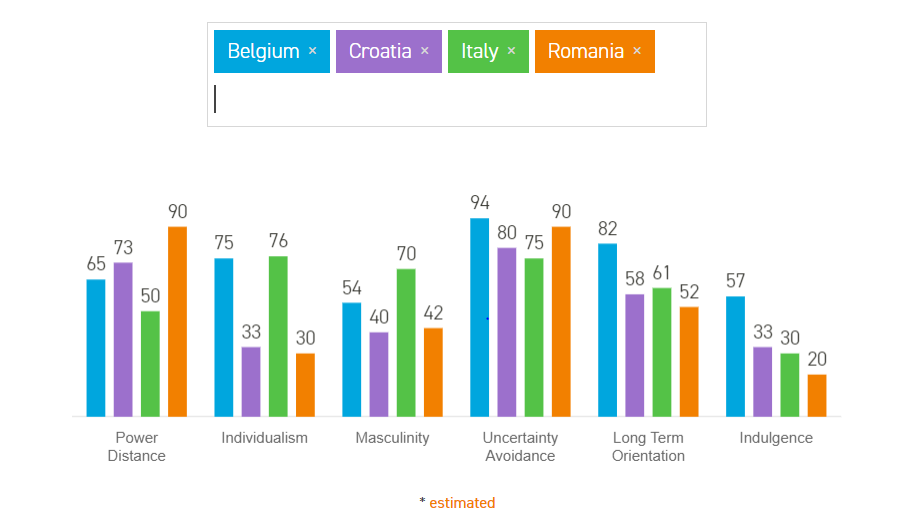 Belgium × Croatia × Italy × Romania ×
94
90 90
82
80
75 76 75
73 70
65
61
58
54 57
50 52
40 42
33 30 33 30
20
Power Individualism Masculinity Uncertainty Long Term Indulgence
Distance Avoidance Orientation
* estimated